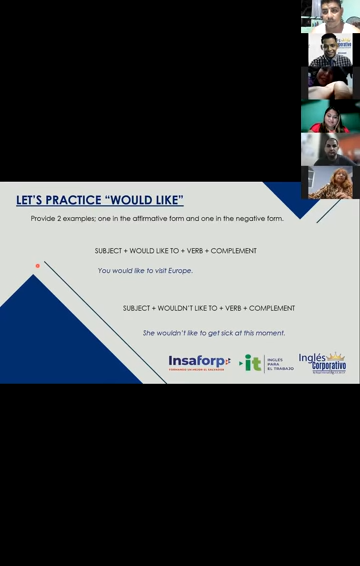 LET'S PRACTICE "WOULD LIKE"
Provide 2 examples; one in the affirmative form and one in the negative form.
SUBJECT + WOULD LIKE TO + VERB + COMPLEMENT
You would like to visit Europe.
SUBJECT + WOULDN'T LIKE TO + VERB + COMPLEMENT
She wouldn't like to get sick at this moment.
Insaforp
it
INGLÉS
PARA
EL TRABAJO
Inglés
Corporativo